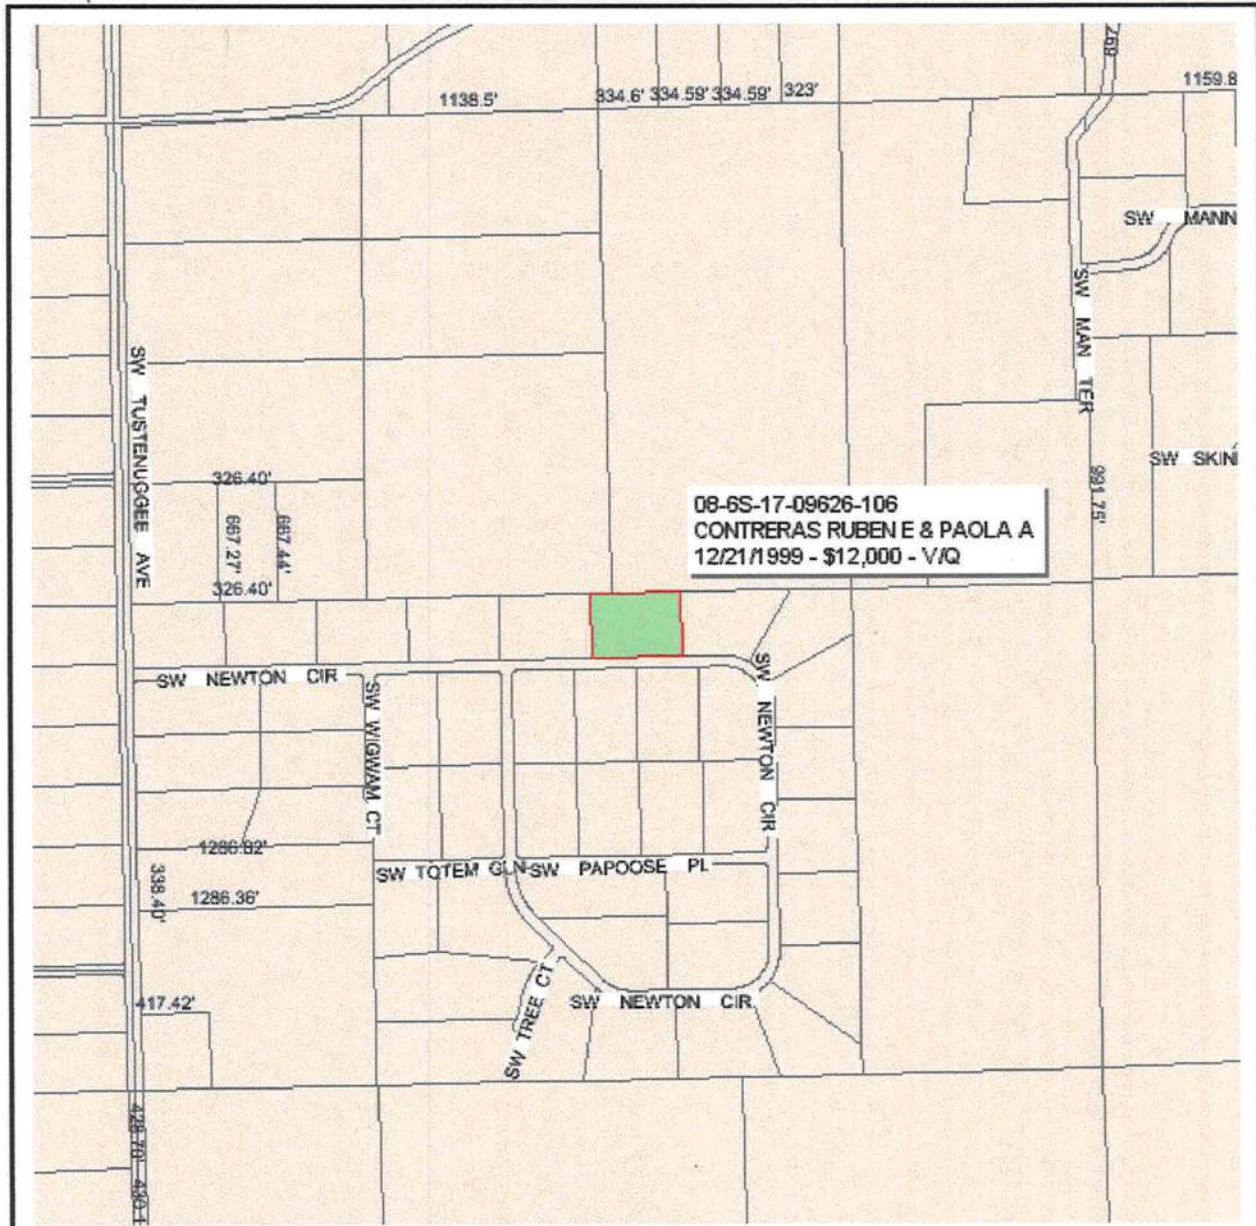 1138.5'
334.6'
334.59'
334.59'
323'
1159.8
SW MANN
SW MAN TER
SW TUSTENUGGEE AVE
991.75'
SW SKIN
326.40'
667.27'
667.44'
326.40'
08-6S-17-09626-106
CONTRERAS RUBEN E & PAOLA A
12/21/1999 - $12,000 - V/Q
SW NEWTON CIR
SW WIGWAM CT
SW NEWTON CIR
1286.82'
338.40'
1286.36'
SW TOTEM GLN
SW PAPOOSE PL
SW TREE CT
SW NEWTON CIR
417.42'
428.70'